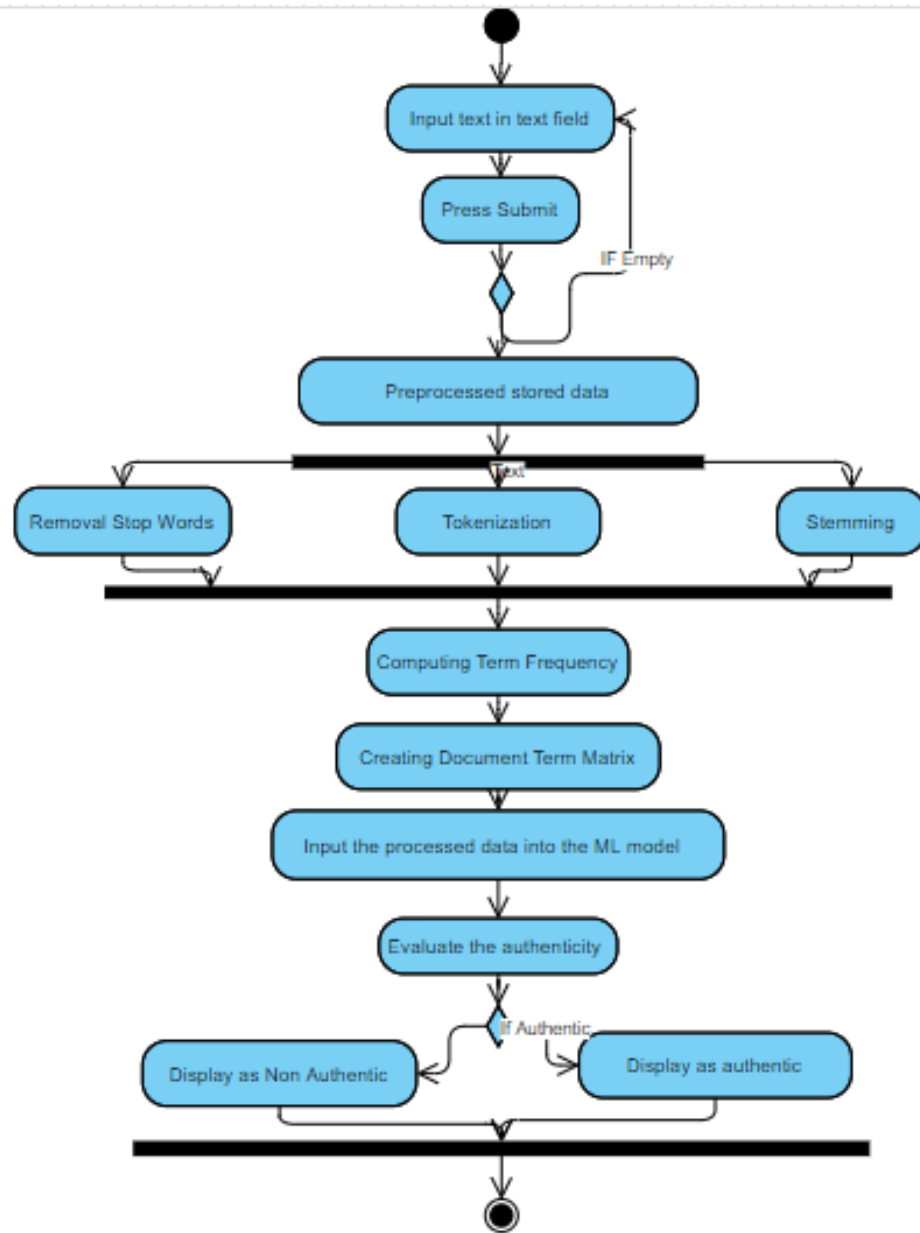 Input text in text field
Press Submit
IF Empty
Preprocessed stored data
Text
Removal Stop Words
Tokenization
Stemming
Computing Term Frequency
Creating Document Term Matrix
Input the processed data into the ML model
Evaluate the authenticity
If Authentic
Display as Non Authentic
Display as authentic